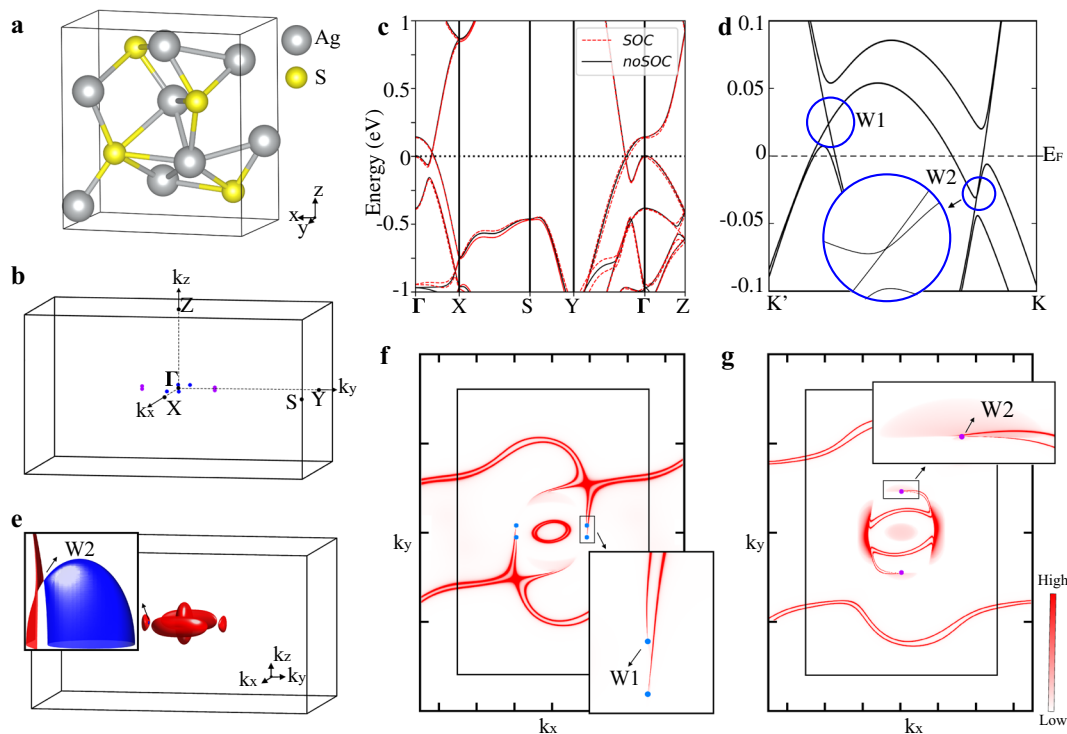 a
Ag
S
z
x
y
b
kz
Z
Γ
ky
S
Y
kx
X
c
SOC
noSOC
Energy (eV)
1
0.5
0
-0.5
-1
Γ
X
S
Y
Γ
Z
d
0.1
0.05
0
-0.05
-0.1
W1
W2
EF
K'
K
e
W2
kz
kx
ky
f
ky
W1
kx
g
W2
ky
kx
High
Low